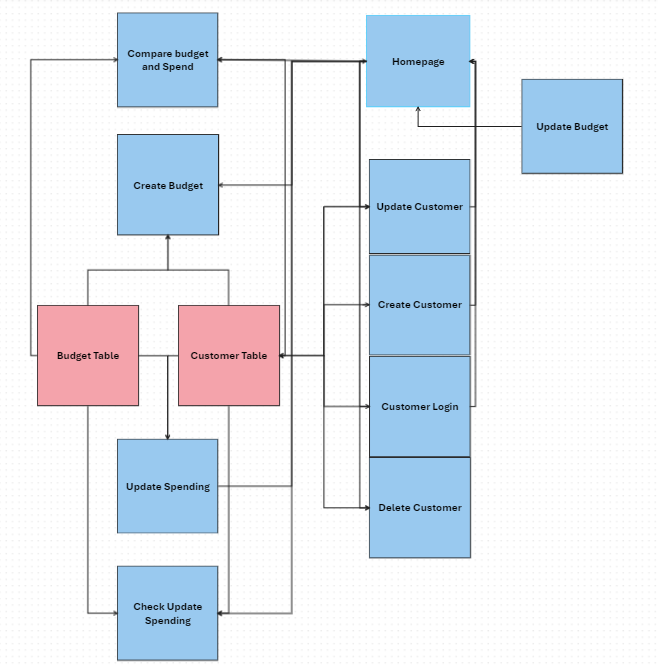 Compare budget
and Spend
Homepage
Update Budget
Create Budget
Update Customer
Create Customer
Budget Table
Customer Table
Customer Login
Update Spending
Delete Customer
Check Update
Spending